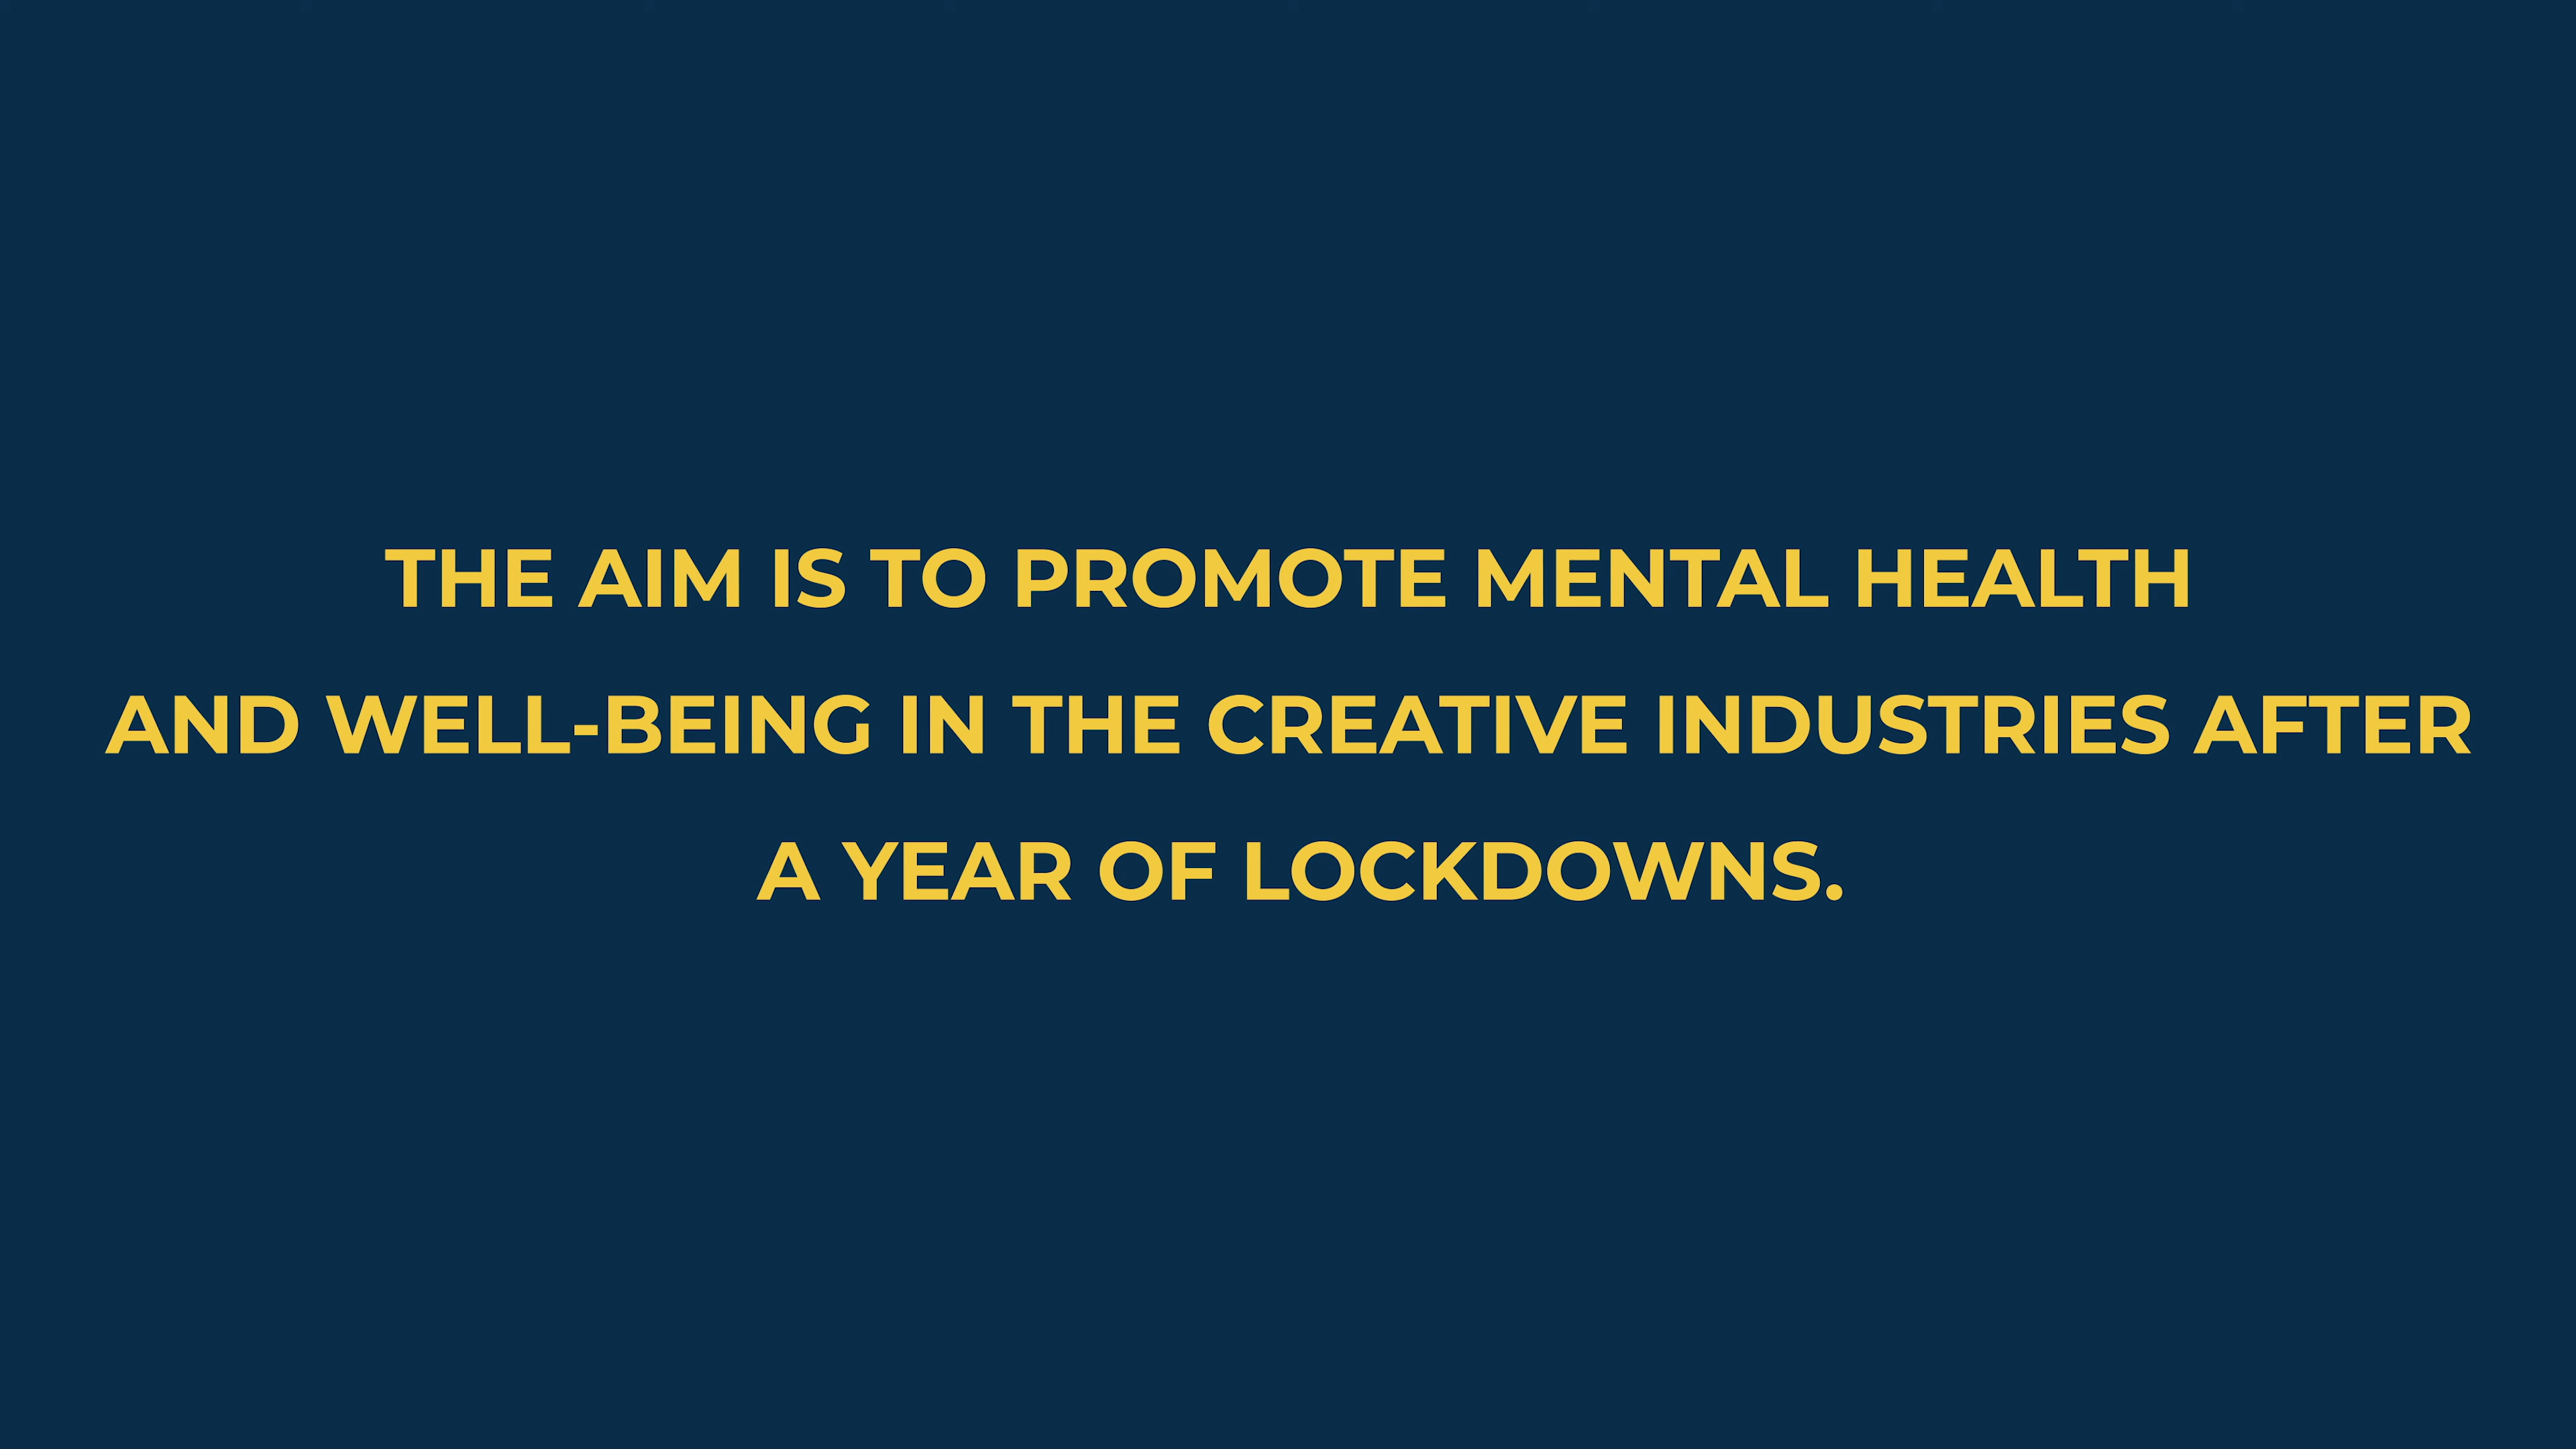 THE AIM IS TO PROMOTE MENTAL HEALTH
AND WELL-BEING IN THE CREATIVE INDUSTRIES AFTER
A YEAR OF LOCKDOWNS.